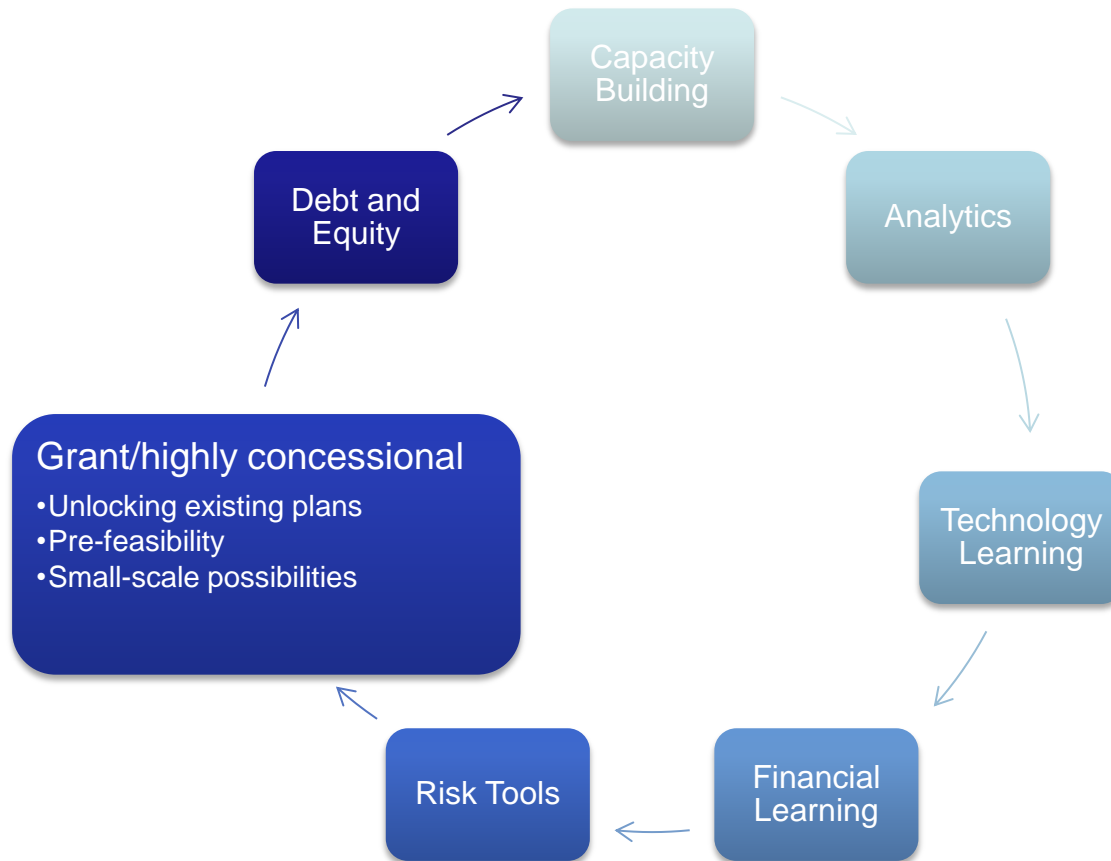 Capacity
Building
Analytics
Technology
Learning
Financial
Learning
Risk Tools
Grant/highly concessional
•Unlocking existing plans
•Pre-feasibility
•Small-scale possibilities
Debt and
Equity